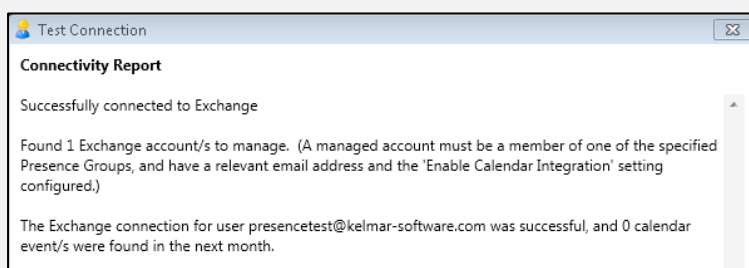 Test Connection
Connectivity Report
Successfully connected to Exchange
Found 1 Exchange account/s to manage. (A managed account must be a member of one of the specified
Presence Groups, and have a relevant email address and the 'Enable Calendar Integration' setting
configured.)
The Exchange connection for user presencetest@kelmar-software.com was successful, and 0 calendar
event/s were found in the next month.